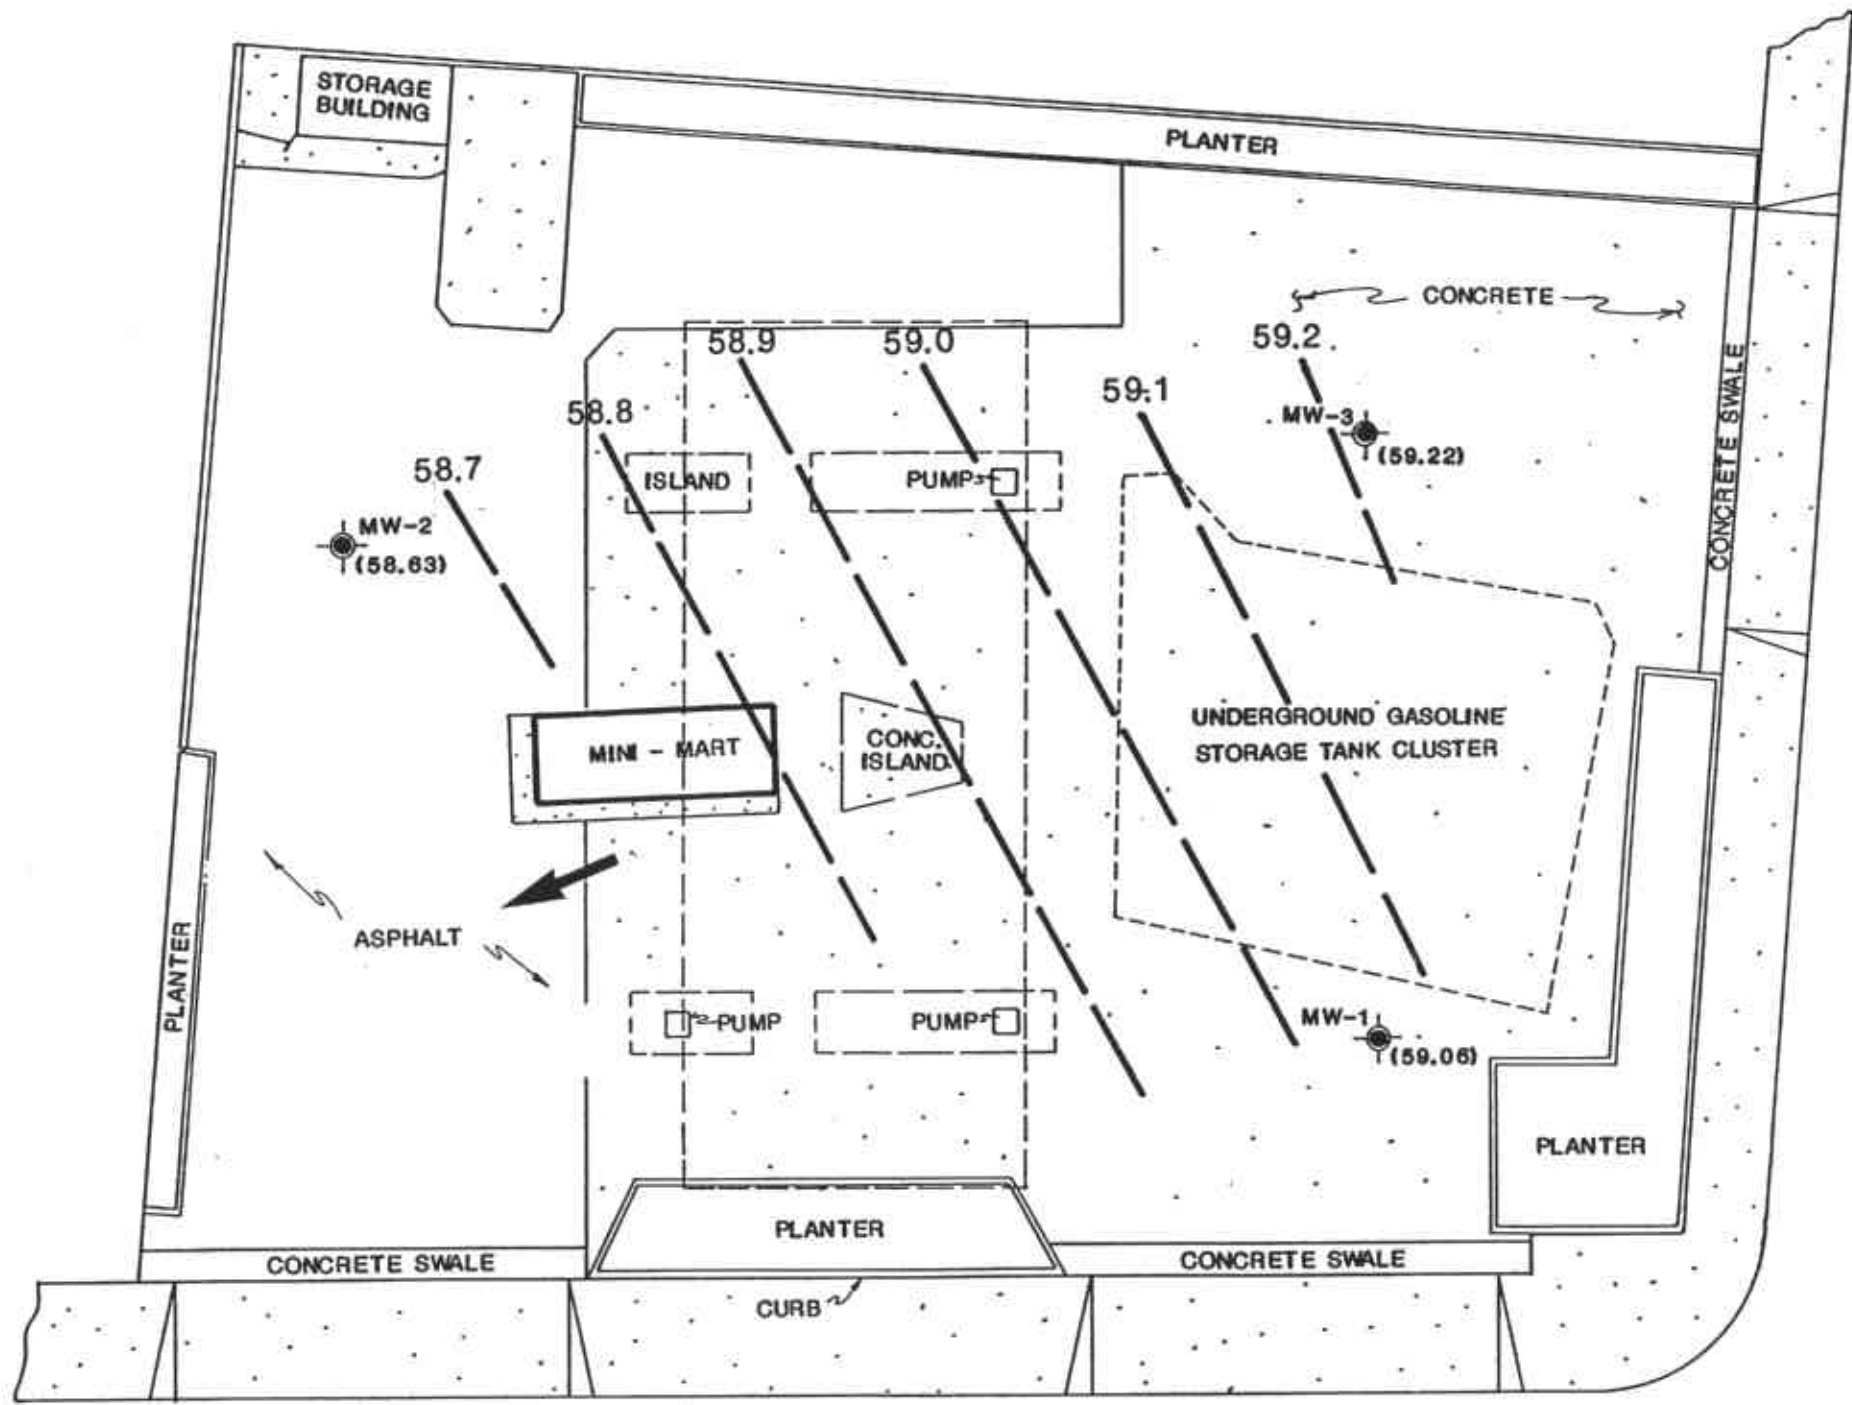 STORAGE
BUILDING
PLANTER
CONCRETE
59.2
58.9
59.0
59.1
58.8
MW-3
(59.22)
CONCRETE SWALE
58.7
ISLAND
PUMP
MW-2
(58.63)
UNDERGROUND GASOLINE
STORAGE TANK CLUSTER
MINI - MART
CONC.
ISLAND
ASPHALT
PLANTER
PUMP
PUMP
MW-1
(59.06)
PLANTER
PLANTER
CONCRETE SWALE
CONCRETE SWALE
CURB